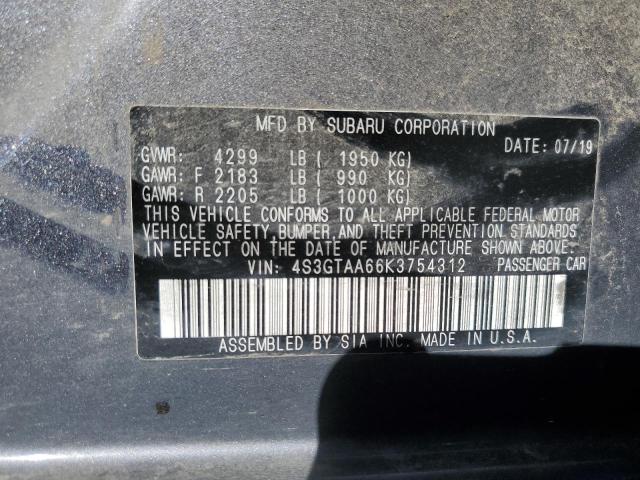 MFD BY SUBARU CORPORATION
DATE: 07/19
GVWR: 4299 LB ( 1950 KG)
GAWR: F 2183 LB ( 990 KG)
GAWR: R 2205 LB ( 1000 KG)
THIS VEHICLE CONFORMS TO ALL APPLICABLE FEDERAL MOTOR
VEHICLE SAFETY, BUMPER, AND THEFT PREVENTION STANDARDS
IN EFFECT ON THE DATE OF MANUFACTURE SHOWN ABOVE.
VIN: 4S3GTAA66K3754312 PASSENGER CAR
ASSEMBLED BY SIA INC. MADE IN U.S.A.